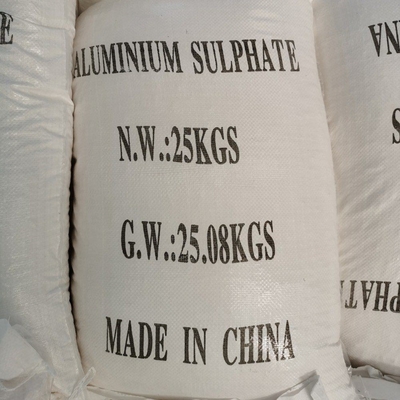 ALUMINIUM SULPHATE
N.W.:25KGS
G.W.:25.08KGS
MADE IN CHINA